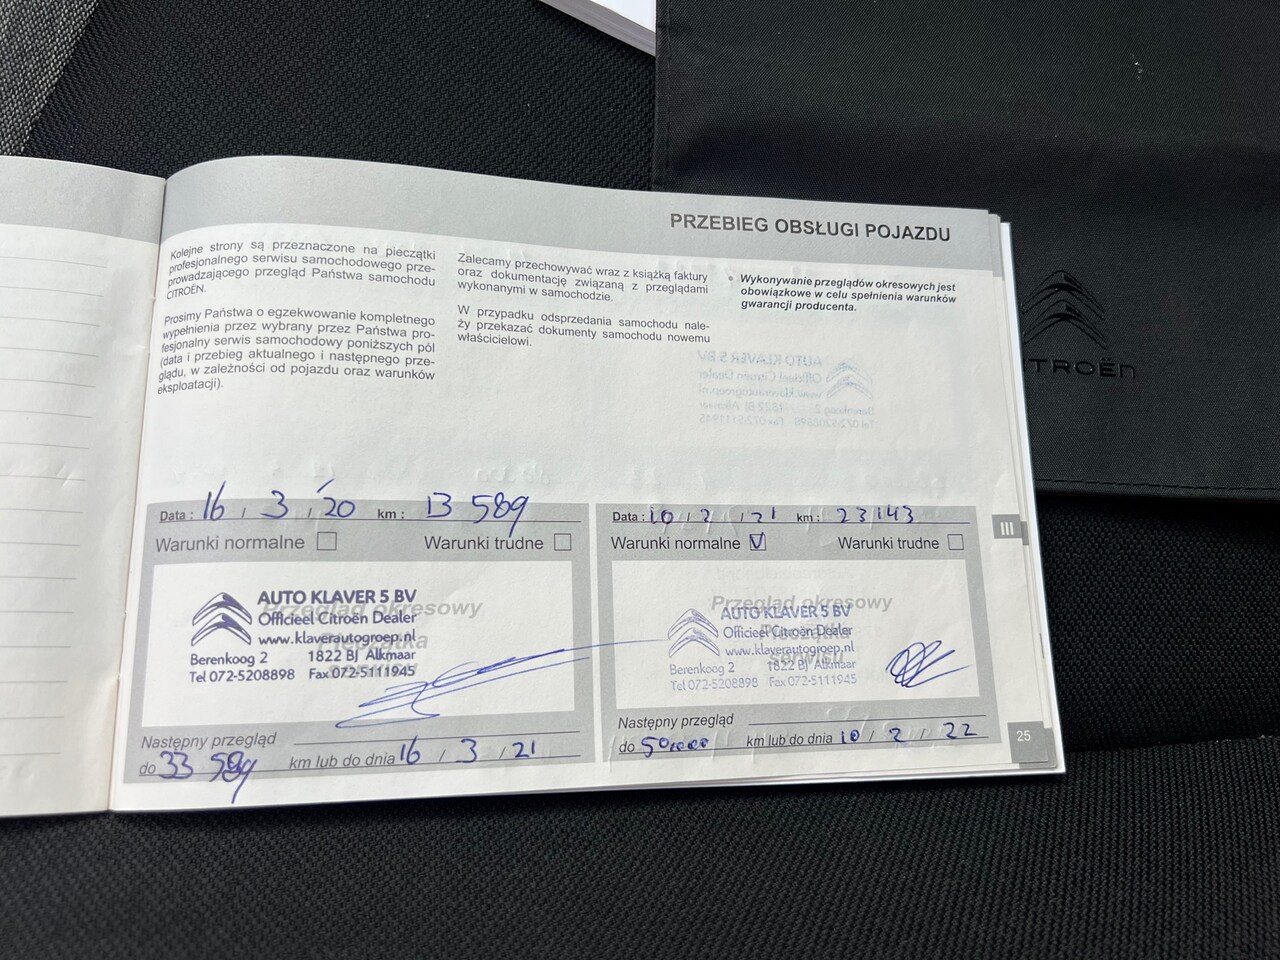 PRZEBIEG OBSŁUGI POJAZDU
Kolejne strony są przeznaczone na pieczątki
profesjonalnego serwisu samochodowego prze-
prowadzającego przegląd Państwa samochodu
CITROËN.
Prosimy Państwa o egzekwowanie kompletnego
wypełnienia przez wybrany przez Państwa pro-
fesjonalny serwis samochodowy poniższych pól
(data i przebieg aktualnego i następnego prze-
glądu, w zależności od pojazdu oraz warunków
eksploatacji).
Zalecamy przechowywać wraz z książką faktury
oraz dokumentację związaną z przeglądami
wykonanymi w samochodzie.
W przypadku odsprzedania samochodu nale-
ży przekazać dokumenty samochodu nowemu
właścicielowi.
• Wykonywanie przeglądów okresowych jest
obowiązkowe w celu spełnienia warunków
gwarancji producenta.
CITROËN
Data : 16 / 3 / '20 km : 13 589
Warunki normalne Warunki trudne
Przegląd okresowy
Pieczątka
AUTO KLAVER 5 BV
Officieel Citroën Dealer
www.klaverautogroep.nl
Berenkoog 2 1822 BJ Alkmaar
Tel 072-5208898 Fax 072-5111945
Następny przegląd
do 33 589 km lub do dnia 16 / 3 / 21
Data : 10 / 2 / 21 km : 23143
Warunki normalne V Warunki trudne
Przegląd okresowy
Pieczątka
serwisu
AUTO KLAVER 5 BV
Officieel Citroën Dealer
www.klaverautogroep.nl
Berenkoog 2 1822 BJ Alkmaar
Tel 072-5208898 Fax 072-5111945
Następny przegląd
do 50.000 km lub do dnia 10 / 2 / 22
III
25